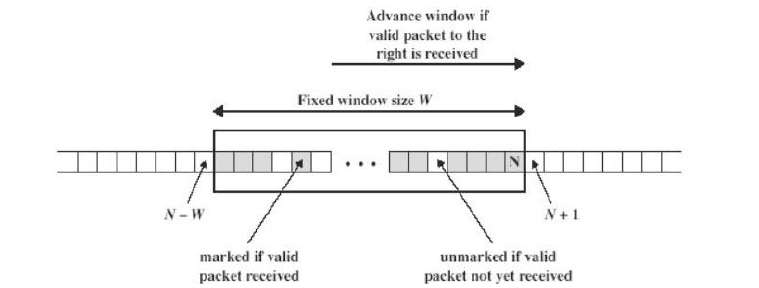 Advance window if
valid packet to the
right is received
Fixed window size W
• • •
N
N – W
N + 1
marked if valid
packet received
unmarked if valid
packet not yet received